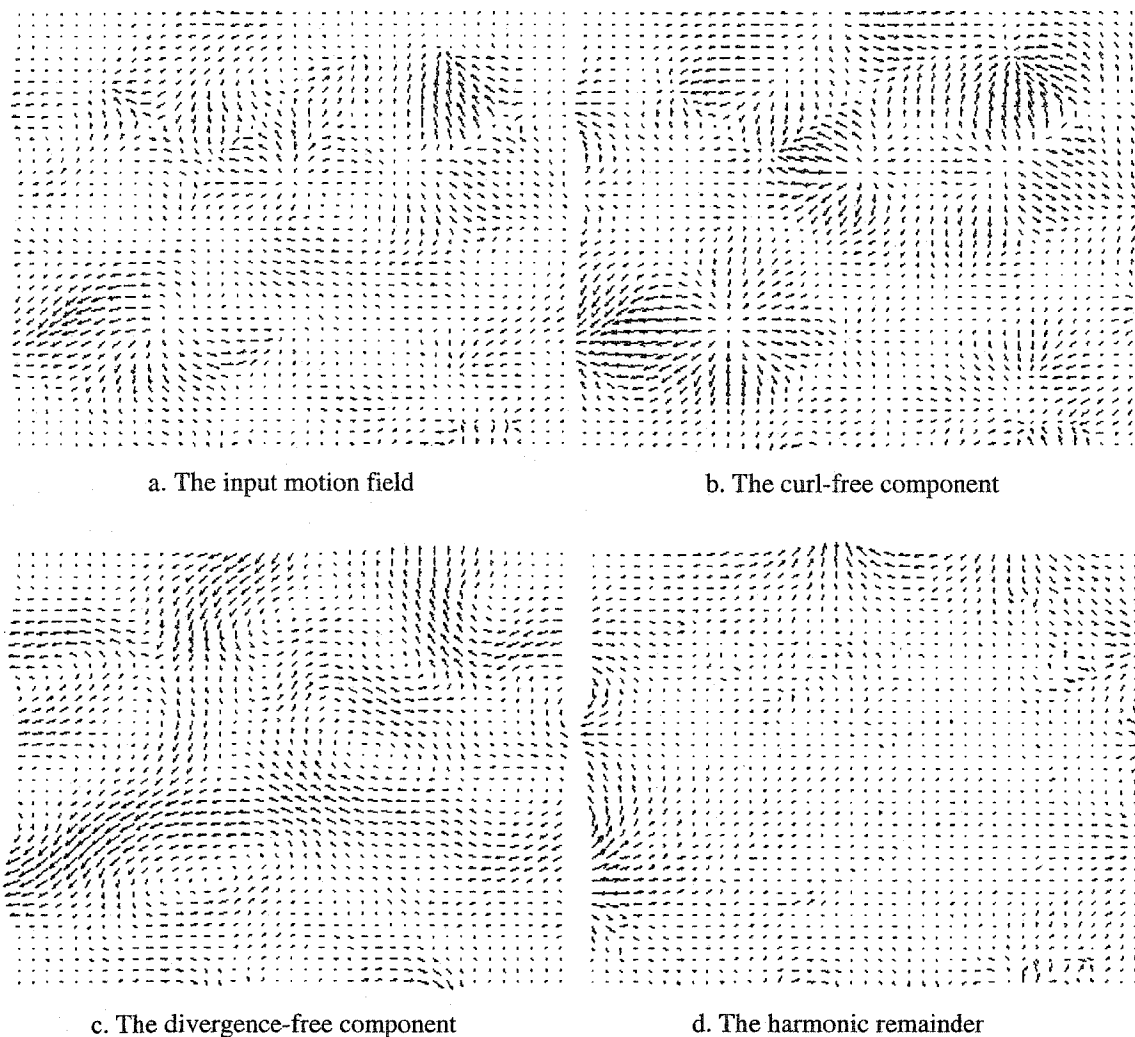 a. The input motion field
b. The curl-free component
c. The divergence-free component
d. The harmonic remainder